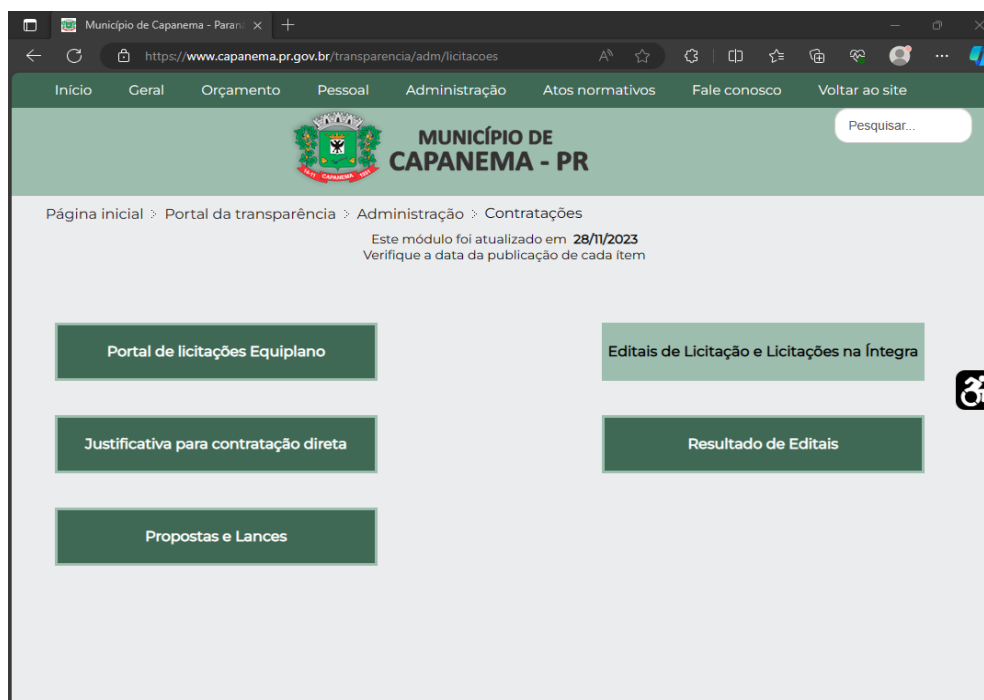 Município de Capanema - Paraná
https://www.capanema.pr.gov.br/transparencia/adm/licitacoes
Início Geral Orçamento Pessoal Administração Atos normativos Fale conosco Voltar ao site
MUNICÍPIO DE
CAPANEMA - PR
Pesquisar...
CAPANEMA
Página inicial > Portal da transparência > Administração > Contratações
Este módulo foi atualizado em 28/11/2023
Verifique a data da publicação de cada ítem
Portal de licitações Equiplano
Editais de Licitação e Licitações na Íntegra
Justificativa para contratação direta
Resultado de Editais
Propostas e Lances